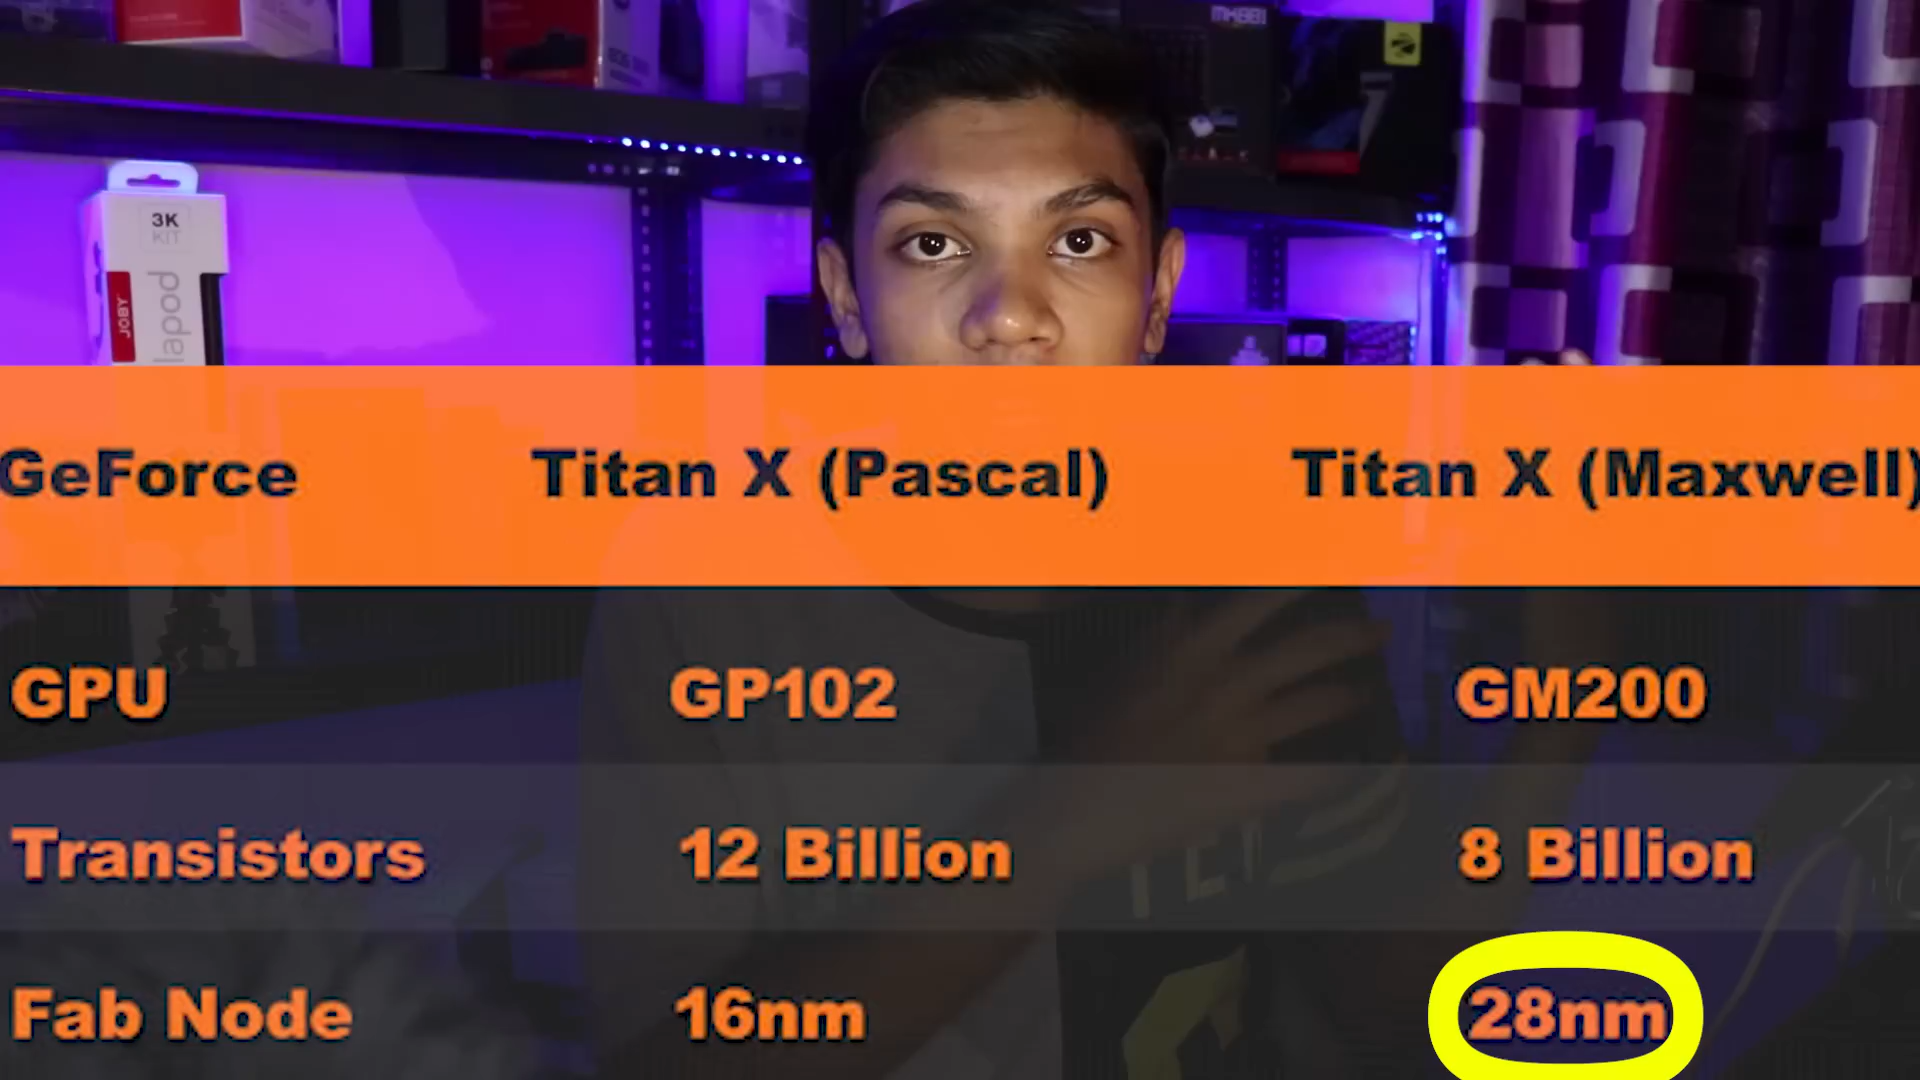 3K
KIT
JOBY
lapod
GeForce Titan X (Pascal) Titan X (Maxwell)
GPU GP102 GM200
Transistors 12 Billion 8 Billion
Fab Node 16nm 28nm